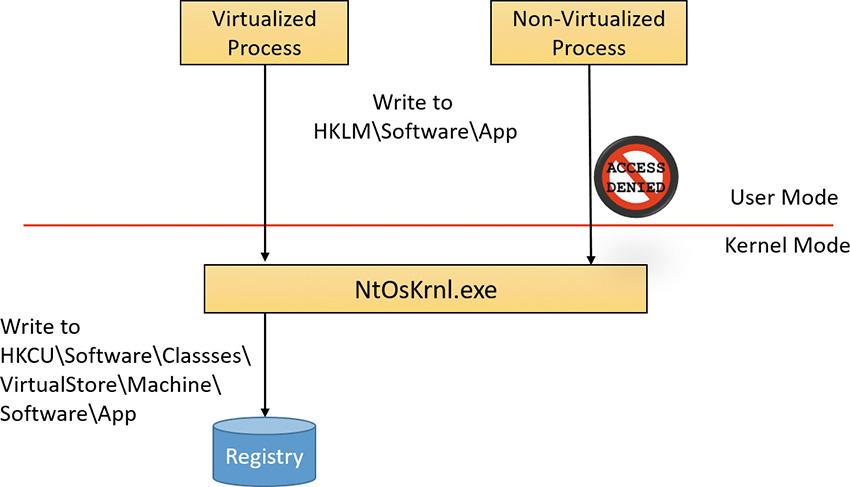 Virtualized
Process
Non-Virtualized
Process
Write to
HKLM\Software\App
ACCESS
DENIED
User Mode
Kernel Mode
NtOsKrnl.exe
Write to
HKCU\Software\Classses\
VirtualStore\Machine\
Software\App
Registry